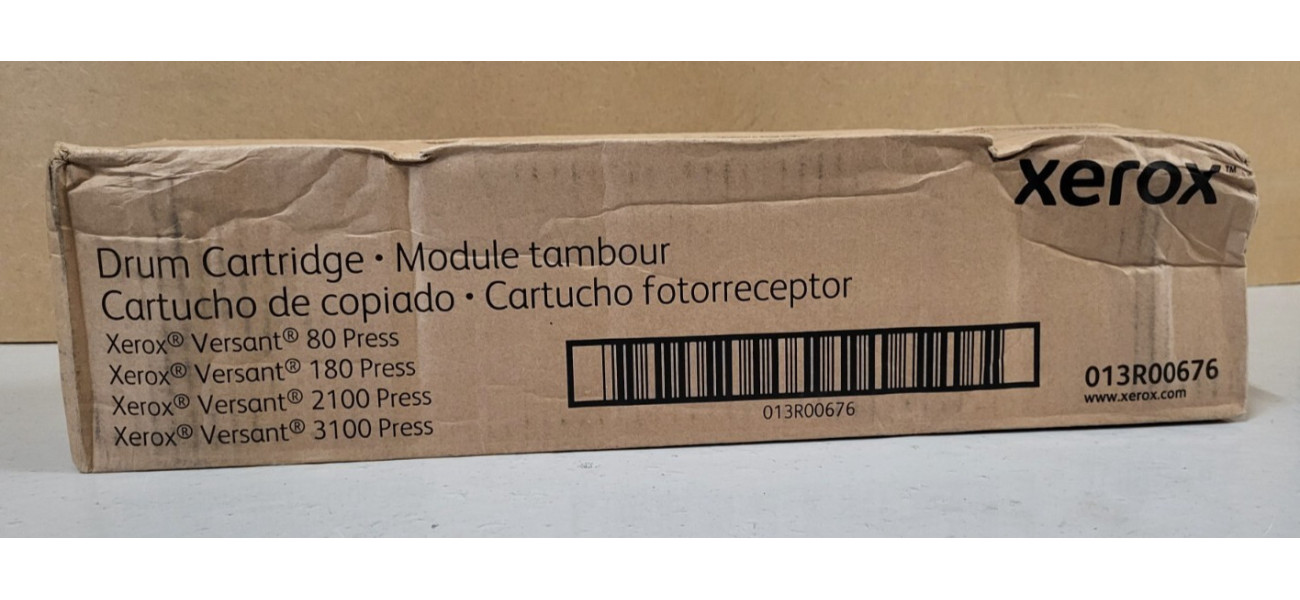 xerox™
Drum Cartridge • Module tambour
Cartucho de copiado • Cartucho fotorreceptor
Xerox® Versant® 80 Press
Xerox® Versant® 180 Press
Xerox® Versant® 2100 Press
Xerox® Versant® 3100 Press
013R00676
013R00676
www.xerox.com